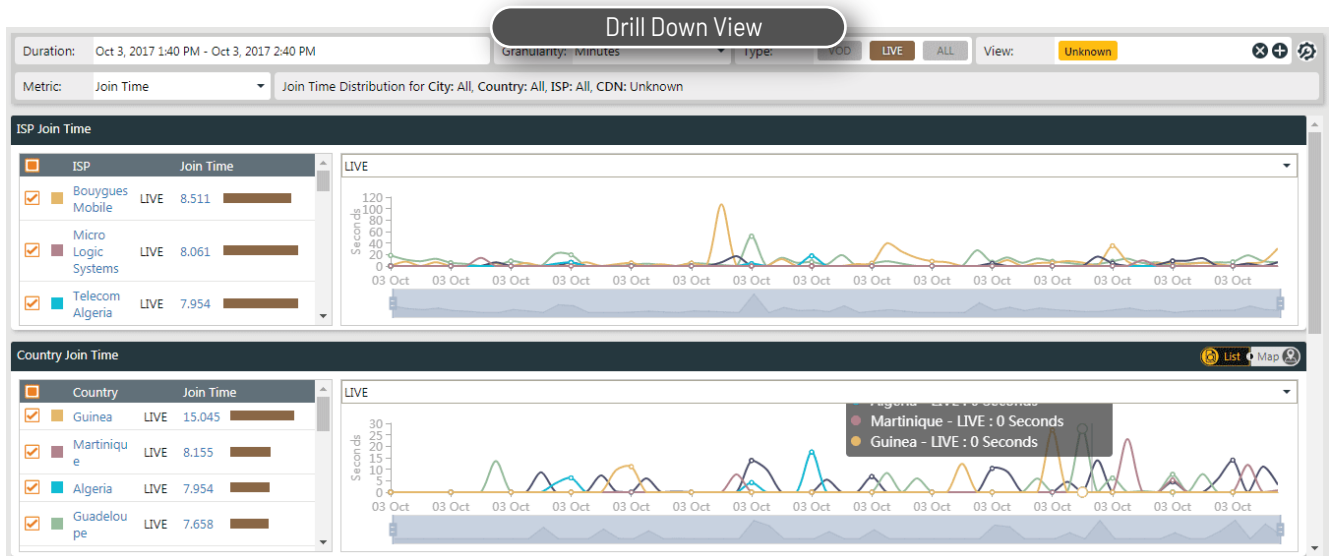 Drill Down View
Duration: Oct 3, 2017 1:40 PM - Oct 3, 2017 2:40 PM Granularity: Minutes Type: VOD LIVE ALL View: Unknown
Metric: Join Time Join Time Distribution for City: All, Country: All, ISP: All, CDN: Unknown
ISP Join Time
ISP Join Time
Bouygues
Mobile LIVE 8.511
Micro
Logic
Systems LIVE 8.061
Telecom
Algeria LIVE 7.954
LIVE
Seconds
120
100
80
60
40
20
0
03 Oct 03 Oct 03 Oct 03 Oct 03 Oct 03 Oct 03 Oct 03 Oct 03 Oct 03 Oct 03 Oct 03 Oct 03 Oct 03 Oct 03 Oct
Country Join Time List Map
Country Join Time
Guinea LIVE 15.045
Martiniqu
e LIVE 8.155
Algeria LIVE 7.954
Guadelou
pe LIVE 7.658
LIVE
Algeria - LIVE : 0 Seconds
Martinique - LIVE : 0 Seconds
Guinea - LIVE : 0 Seconds
Seconds
30
25
20
15
10
5
0
03 Oct 03 Oct 03 Oct 03 Oct 03 Oct 03 Oct 03 Oct 03 Oct 03 Oct 03 Oct 03 Oct 03 Oct 03 Oct 03 Oct 03 Oct